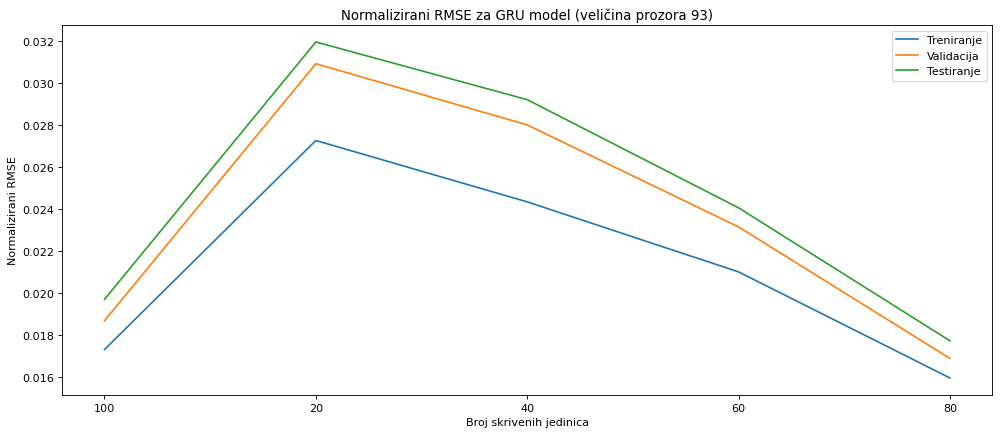 Normalizirani RMSE za GRU model (veličina prozora 93)
Treniranje
Validacija
Testiranje
Normalizirani RMSE
0.032
0.030
0.028
0.026
0.024
0.022
0.020
0.018
0.016
100 20 40 60 80
Broj skrivenih jedinica